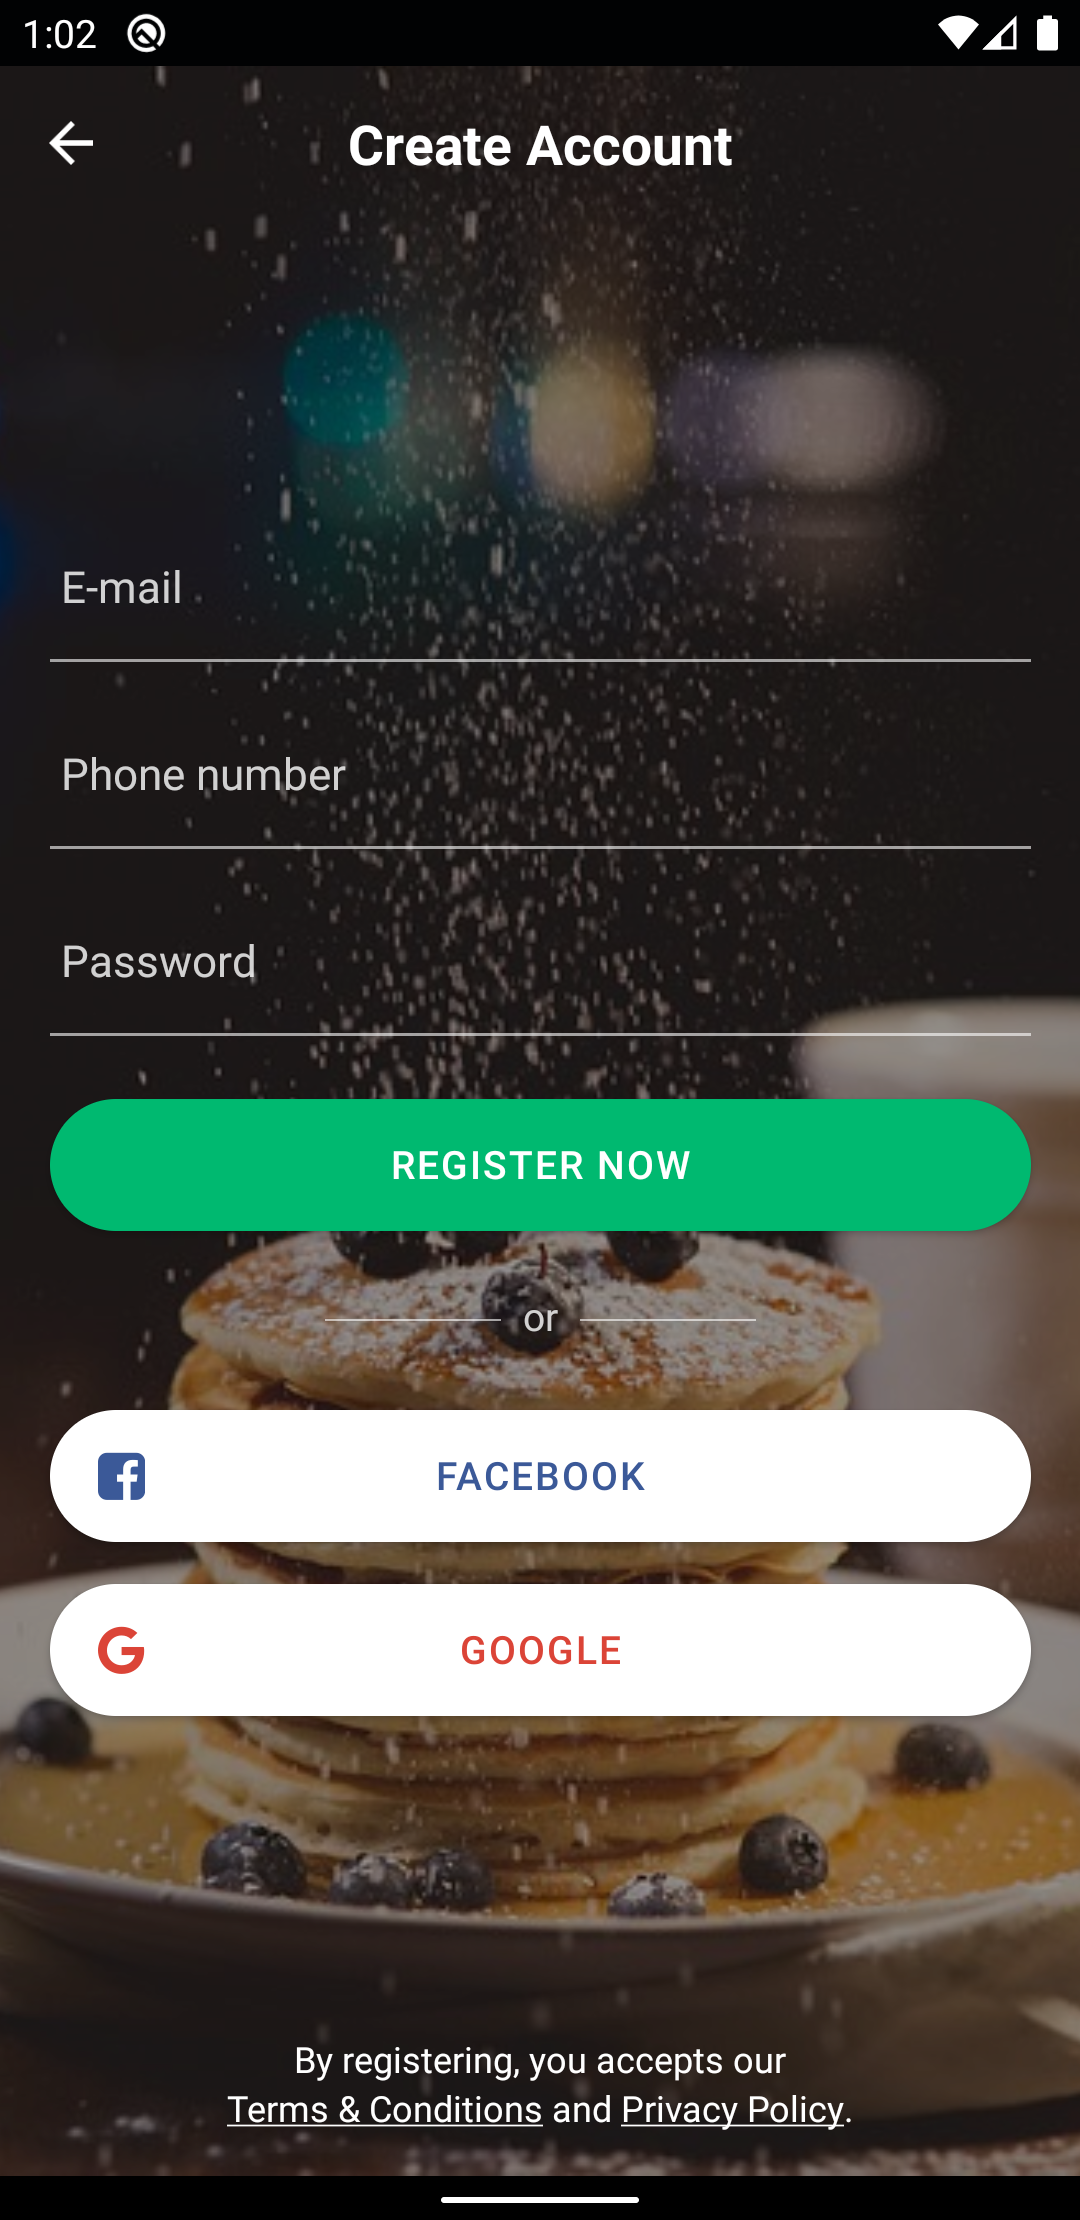 1:02
Create Account
E-mail
Phone number
Password
REGISTER NOW
or
FACEBOOK
GOOGLE
By registering, you accepts our
Terms & Conditions and Privacy Policy.